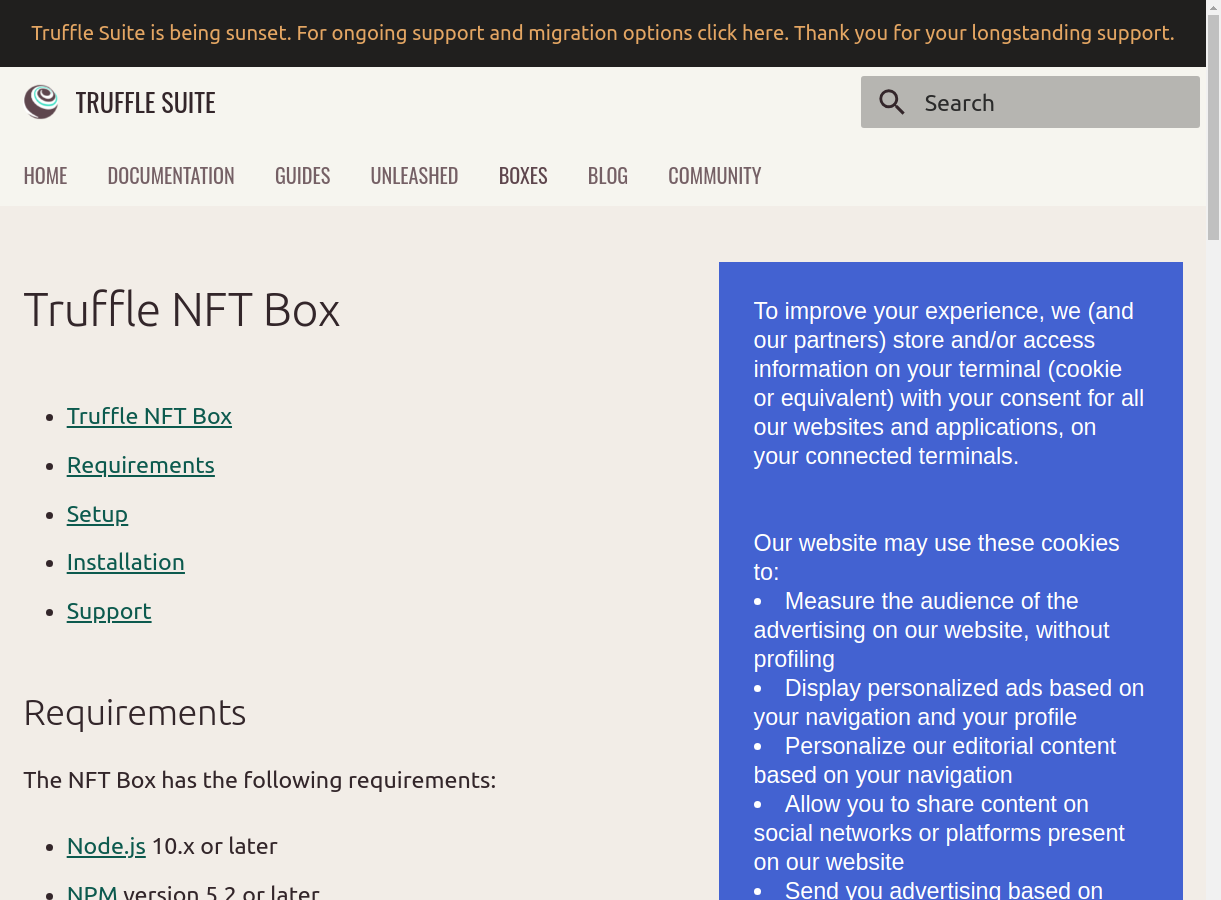 Truffle Suite is being sunset. For ongoing support and migration options click here. Thank you for your longstanding support.
TRUFFLE SUITE
Search
HOME DOCUMENTATION GUIDES UNLEASHED BOXES BLOG COMMUNITY
Truffle NFT Box
• Truffle NFT Box
• Requirements
• Setup
• Installation
• Support
Requirements
The NFT Box has the following requirements:
• Node.js 10.x or later
• NPM version 5.2 or later
To improve your experience, we (and
our partners) store and/or access
information on your terminal (cookie
or equivalent) with your consent for all
our websites and applications, on
your connected terminals.
Our website may use these cookies
to:
• Measure the audience of the
advertising on our website, without
profiling
• Display personalized ads based on
your navigation and your profile
• Personalize our editorial content
based on your navigation
• Allow you to share content on
social networks or platforms present
on our website
• Send you advertising based on